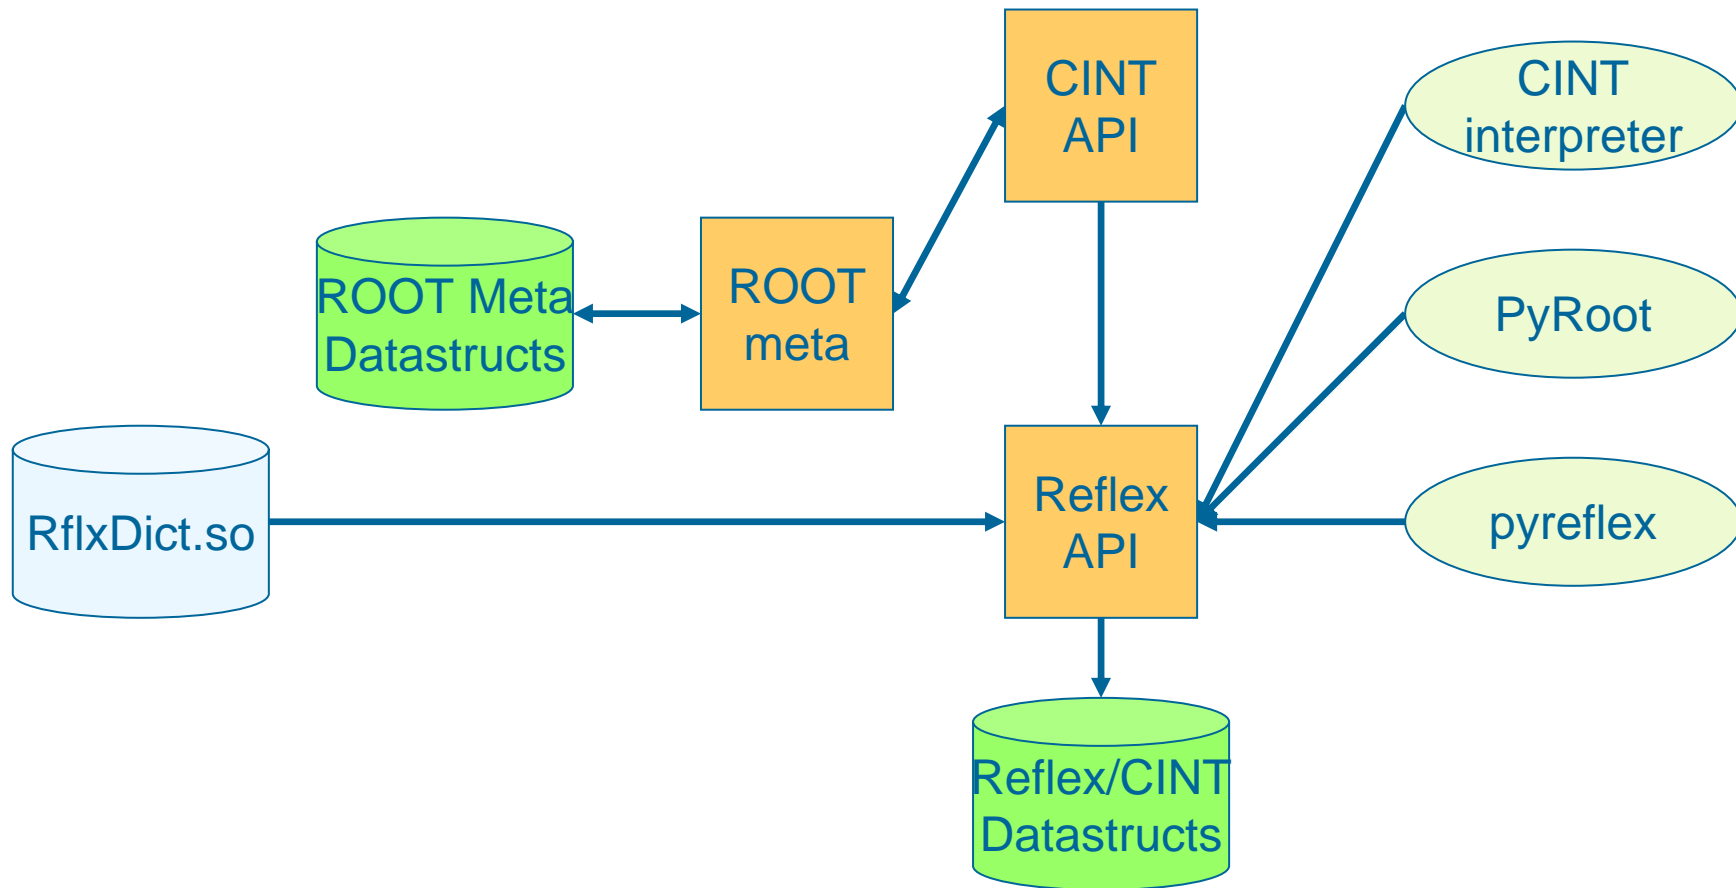 CINT
API
CINT
interpreter
ROOT Meta
Datastructs
ROOT
meta
PyRoot
RflxDict.so
Reflex
API
pyreflex
Reflex/CINT
Datastructs